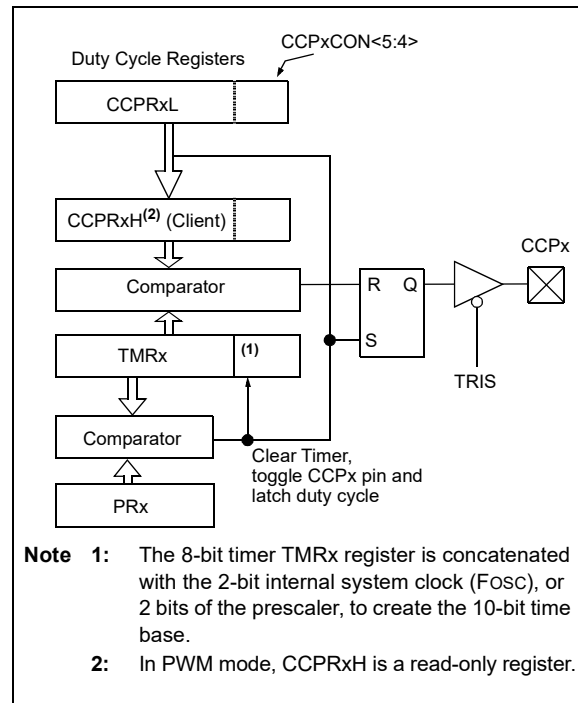 CCPxCON<5:4>
Duty Cycle Registers
CCPRxL
CCPRxH(2) (Client)
CCPx
Comparator
R Q
TMRx (1)
S
TRIS
Comparator
Clear Timer,
toggle CCPx pin and
latch duty cycle
PRx
Note 1: The 8-bit timer TMRx register is concatenated
with the 2-bit internal system clock (FOSC), or
2 bits of the prescaler, to create the 10-bit time
base.
2: In PWM mode, CCPRxH is a read-only register.